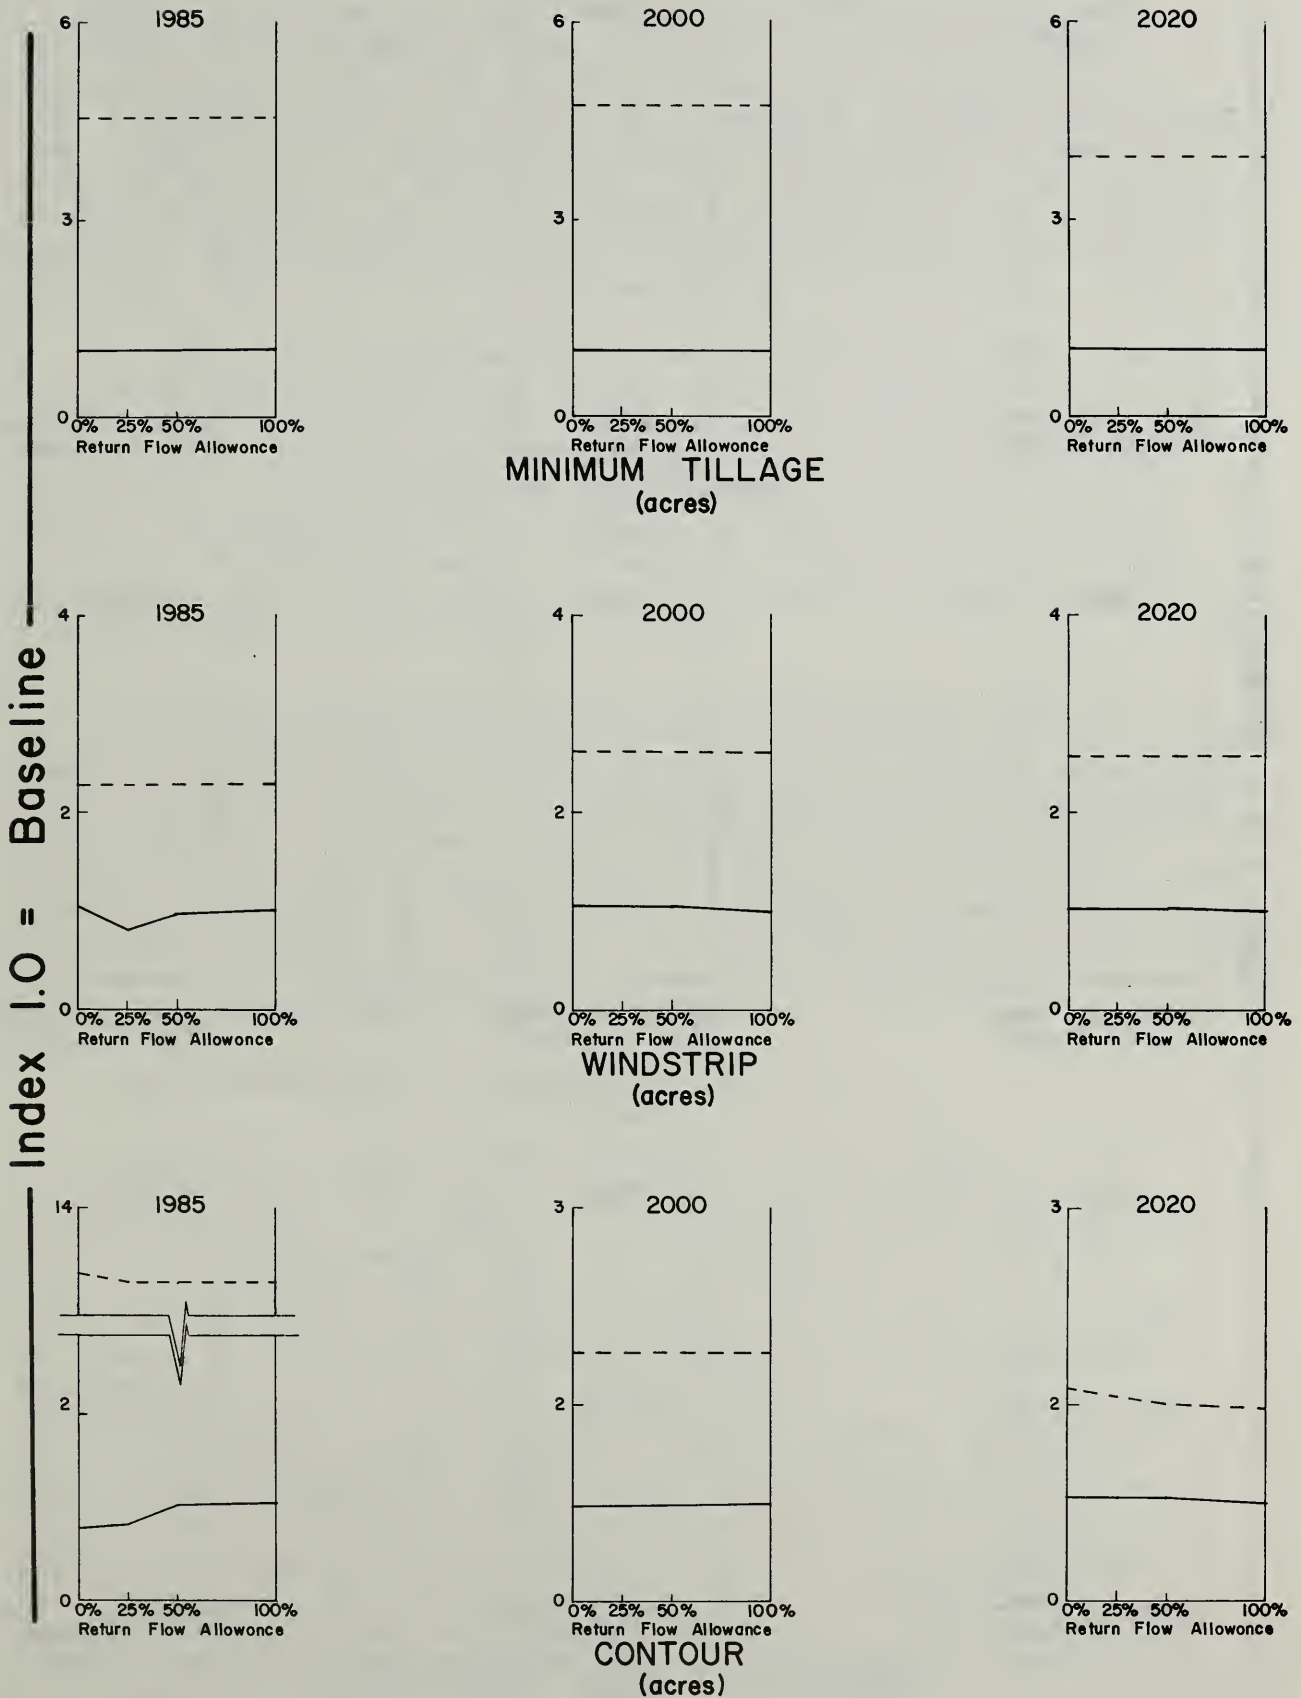 Index 1.0 = Baseline
1985
6
3
0
0% 25% 50% 100%
Return Flow Allowonce
2000
6
3
0
0% 25% 50% 100%
Return Flow Allowance
2020
6
3
0
0% 25% 50% 100%
Return Flow Allowonce
MINIMUM TILLAGE
(acres)
1985
4
2
0
0% 25% 50% 100%
Return Flow Allowonce
2000
4
2
0
0% 25% 50% 100%
Return Flow Allowance
2020
4
2
0
0% 25% 50% 100%
Return Flow Allowonce
WINDSTRIP
(acres)
1985
14
2
0
0% 25% 50% 100%
Return Flow Allowonce
2000
3
2
0
0% 25% 50% 100%
Return Flow Allowance
2020
3
2
0
0% 25% 50% 100%
Return Flow Allowonce
CONTOUR
(acres)